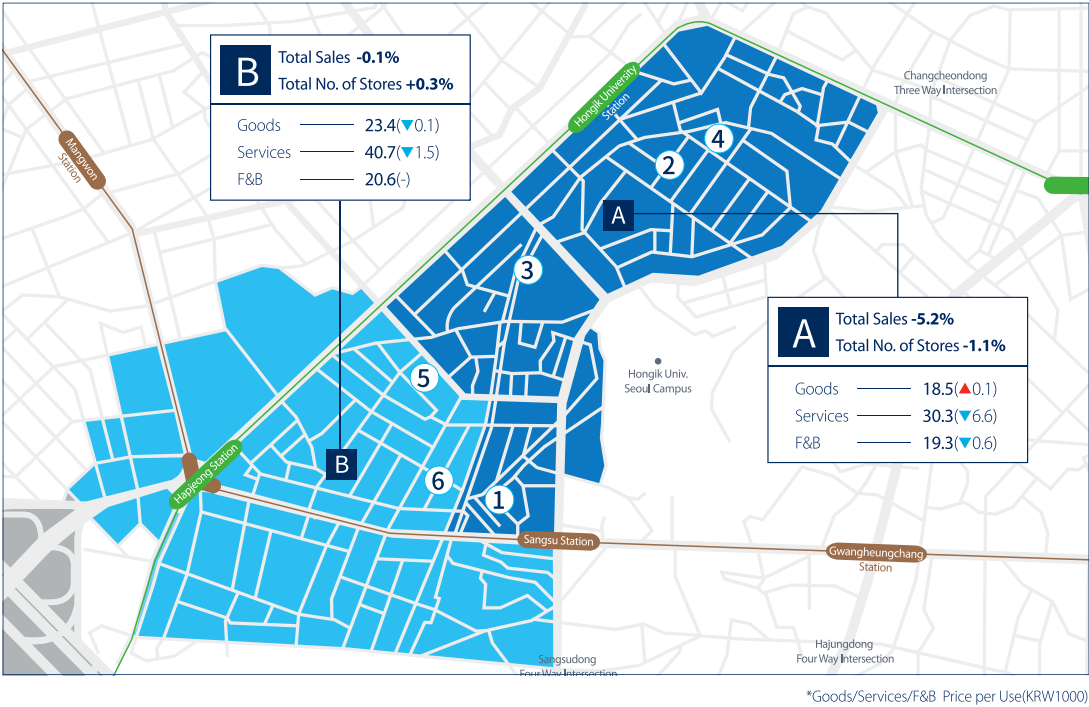 B
Total Sales -0.1%
Total No. of Stores +0.3%
Goods 23.4(▼0.1)
Services 40.7(▼1.5)
F&B 20.6(-)
Mangwon
Station
Hongik University
Station
Changcheondong
Three Way Intersection
4
2
A
3
A
Total Sales -5.2%
Total No. of Stores -1.1%
Goods 18.5(▲0.1)
Services 30.3(▼6.6)
F&B 19.3(▼0.6)
Hongik Univ.
Seoul Campus
5
B
6
1
Hapjeong Station
Sangsu Station
Gwangheungchang
Station
Hajungdong
Four Way Intersection
Sangsudong
Four Way Intersection
*Goods/Services/F&B Price per Use(KRW1000)